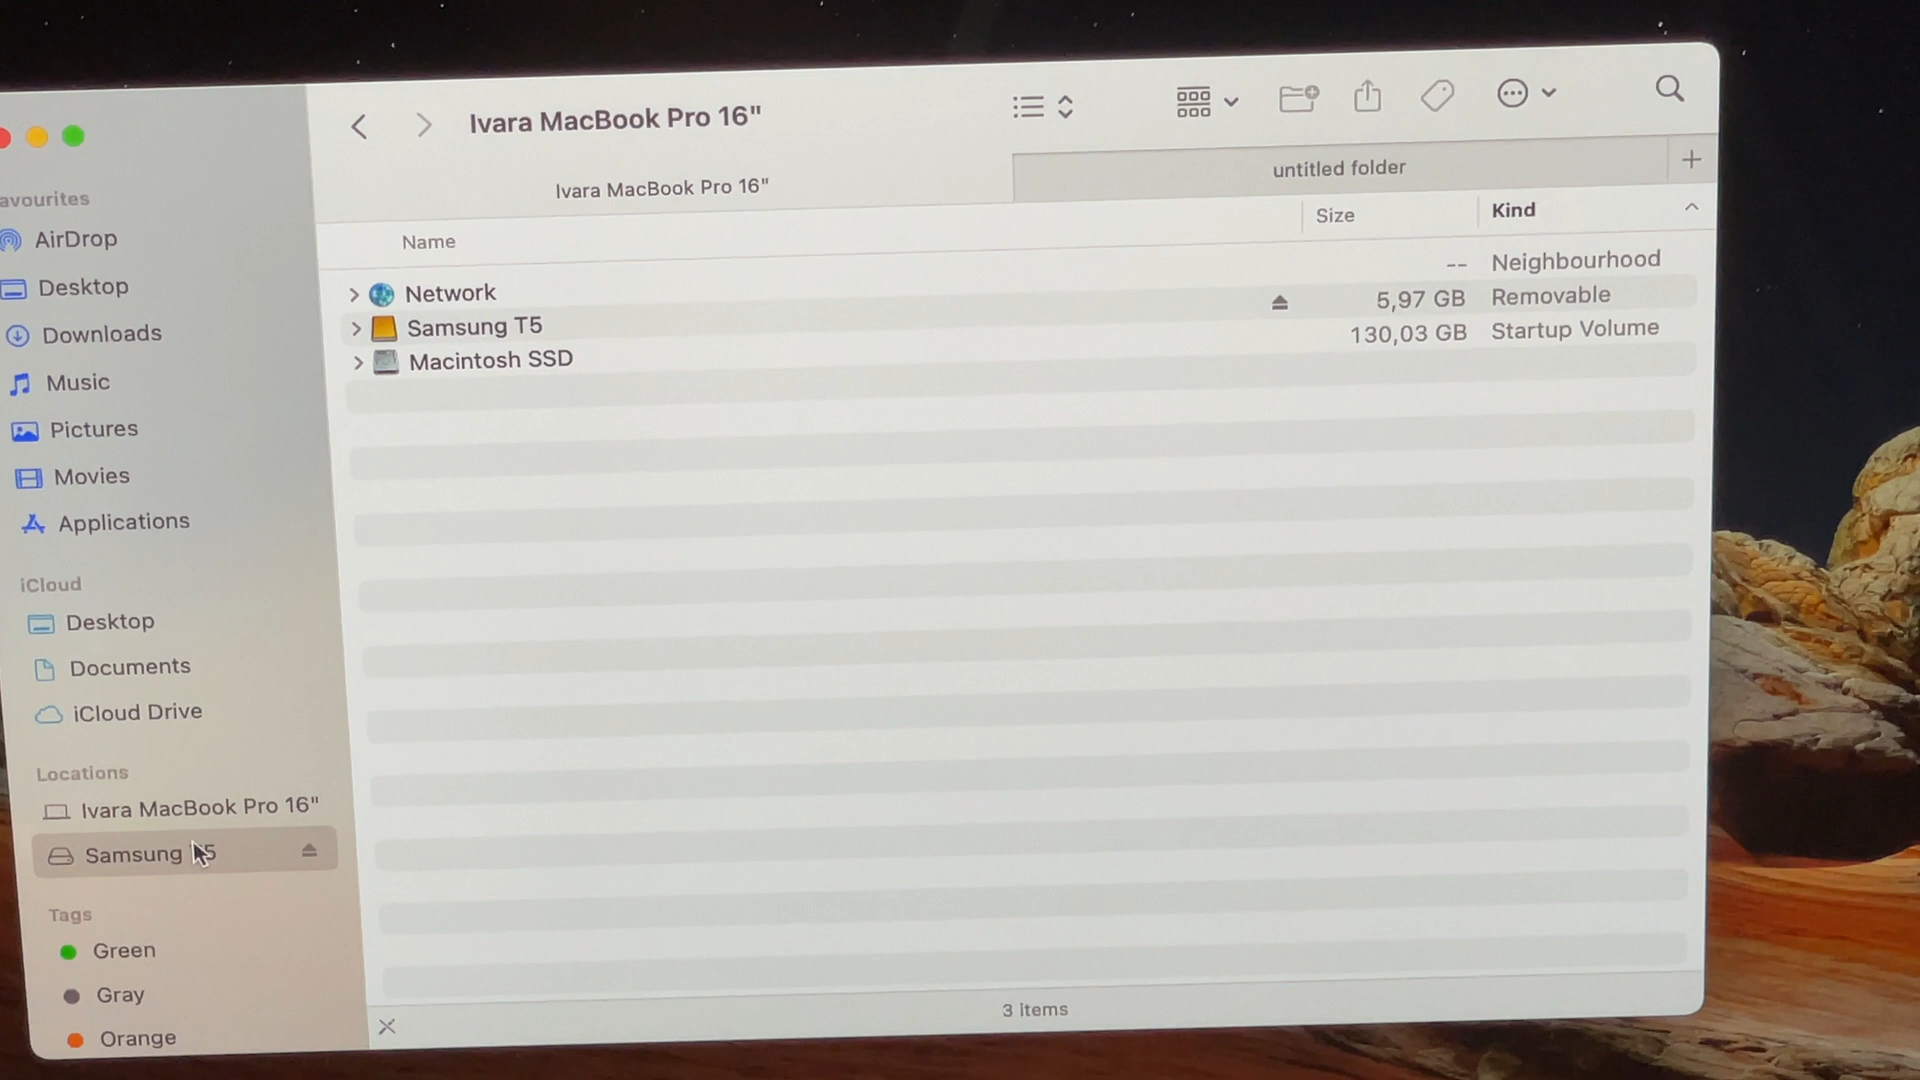 Ivara MacBook Pro 16"
Ivara MacBook Pro 16"
untitled folder
Name
Size
Kind
Network
-- Neighbourhood
Samsung T5
5,97 GB Removable
Macintosh SSD
130,03 GB Startup Volume
3 items
avourites
AirDrop
Desktop
Downloads
Music
Pictures
Movies
Applications
iCloud
Desktop
Documents
iCloud Drive
Locations
Ivara MacBook Pro 16"
Samsung 5
Tags
Green
Gray
Orange